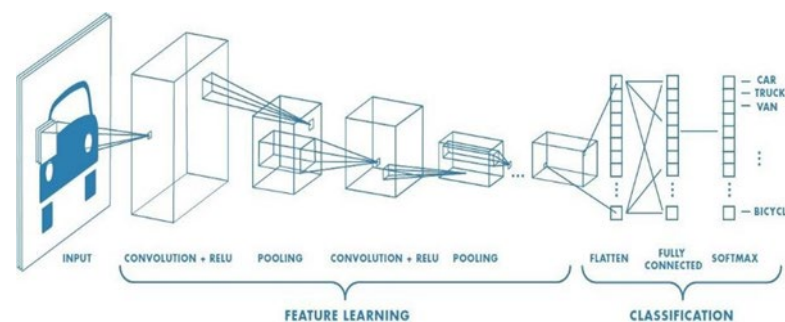 CAR
TRUCK
VAN
BICYCL
INPUT
CONVOLUTION + RELU
POOLING
CONVOLUTION + RELU
POOLING
FLATTEN
FULLY
CONNECTED
SOFTMAX
FEATURE LEARNING
CLASSIFICATION